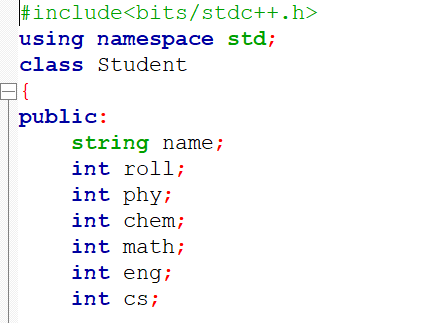 #include<bits/stdc++.h>
using namespace std;
class Student
{
public:
    string name;
    int roll;
    int phy;
    int chem;
    int math;
    int eng;
    int cs;